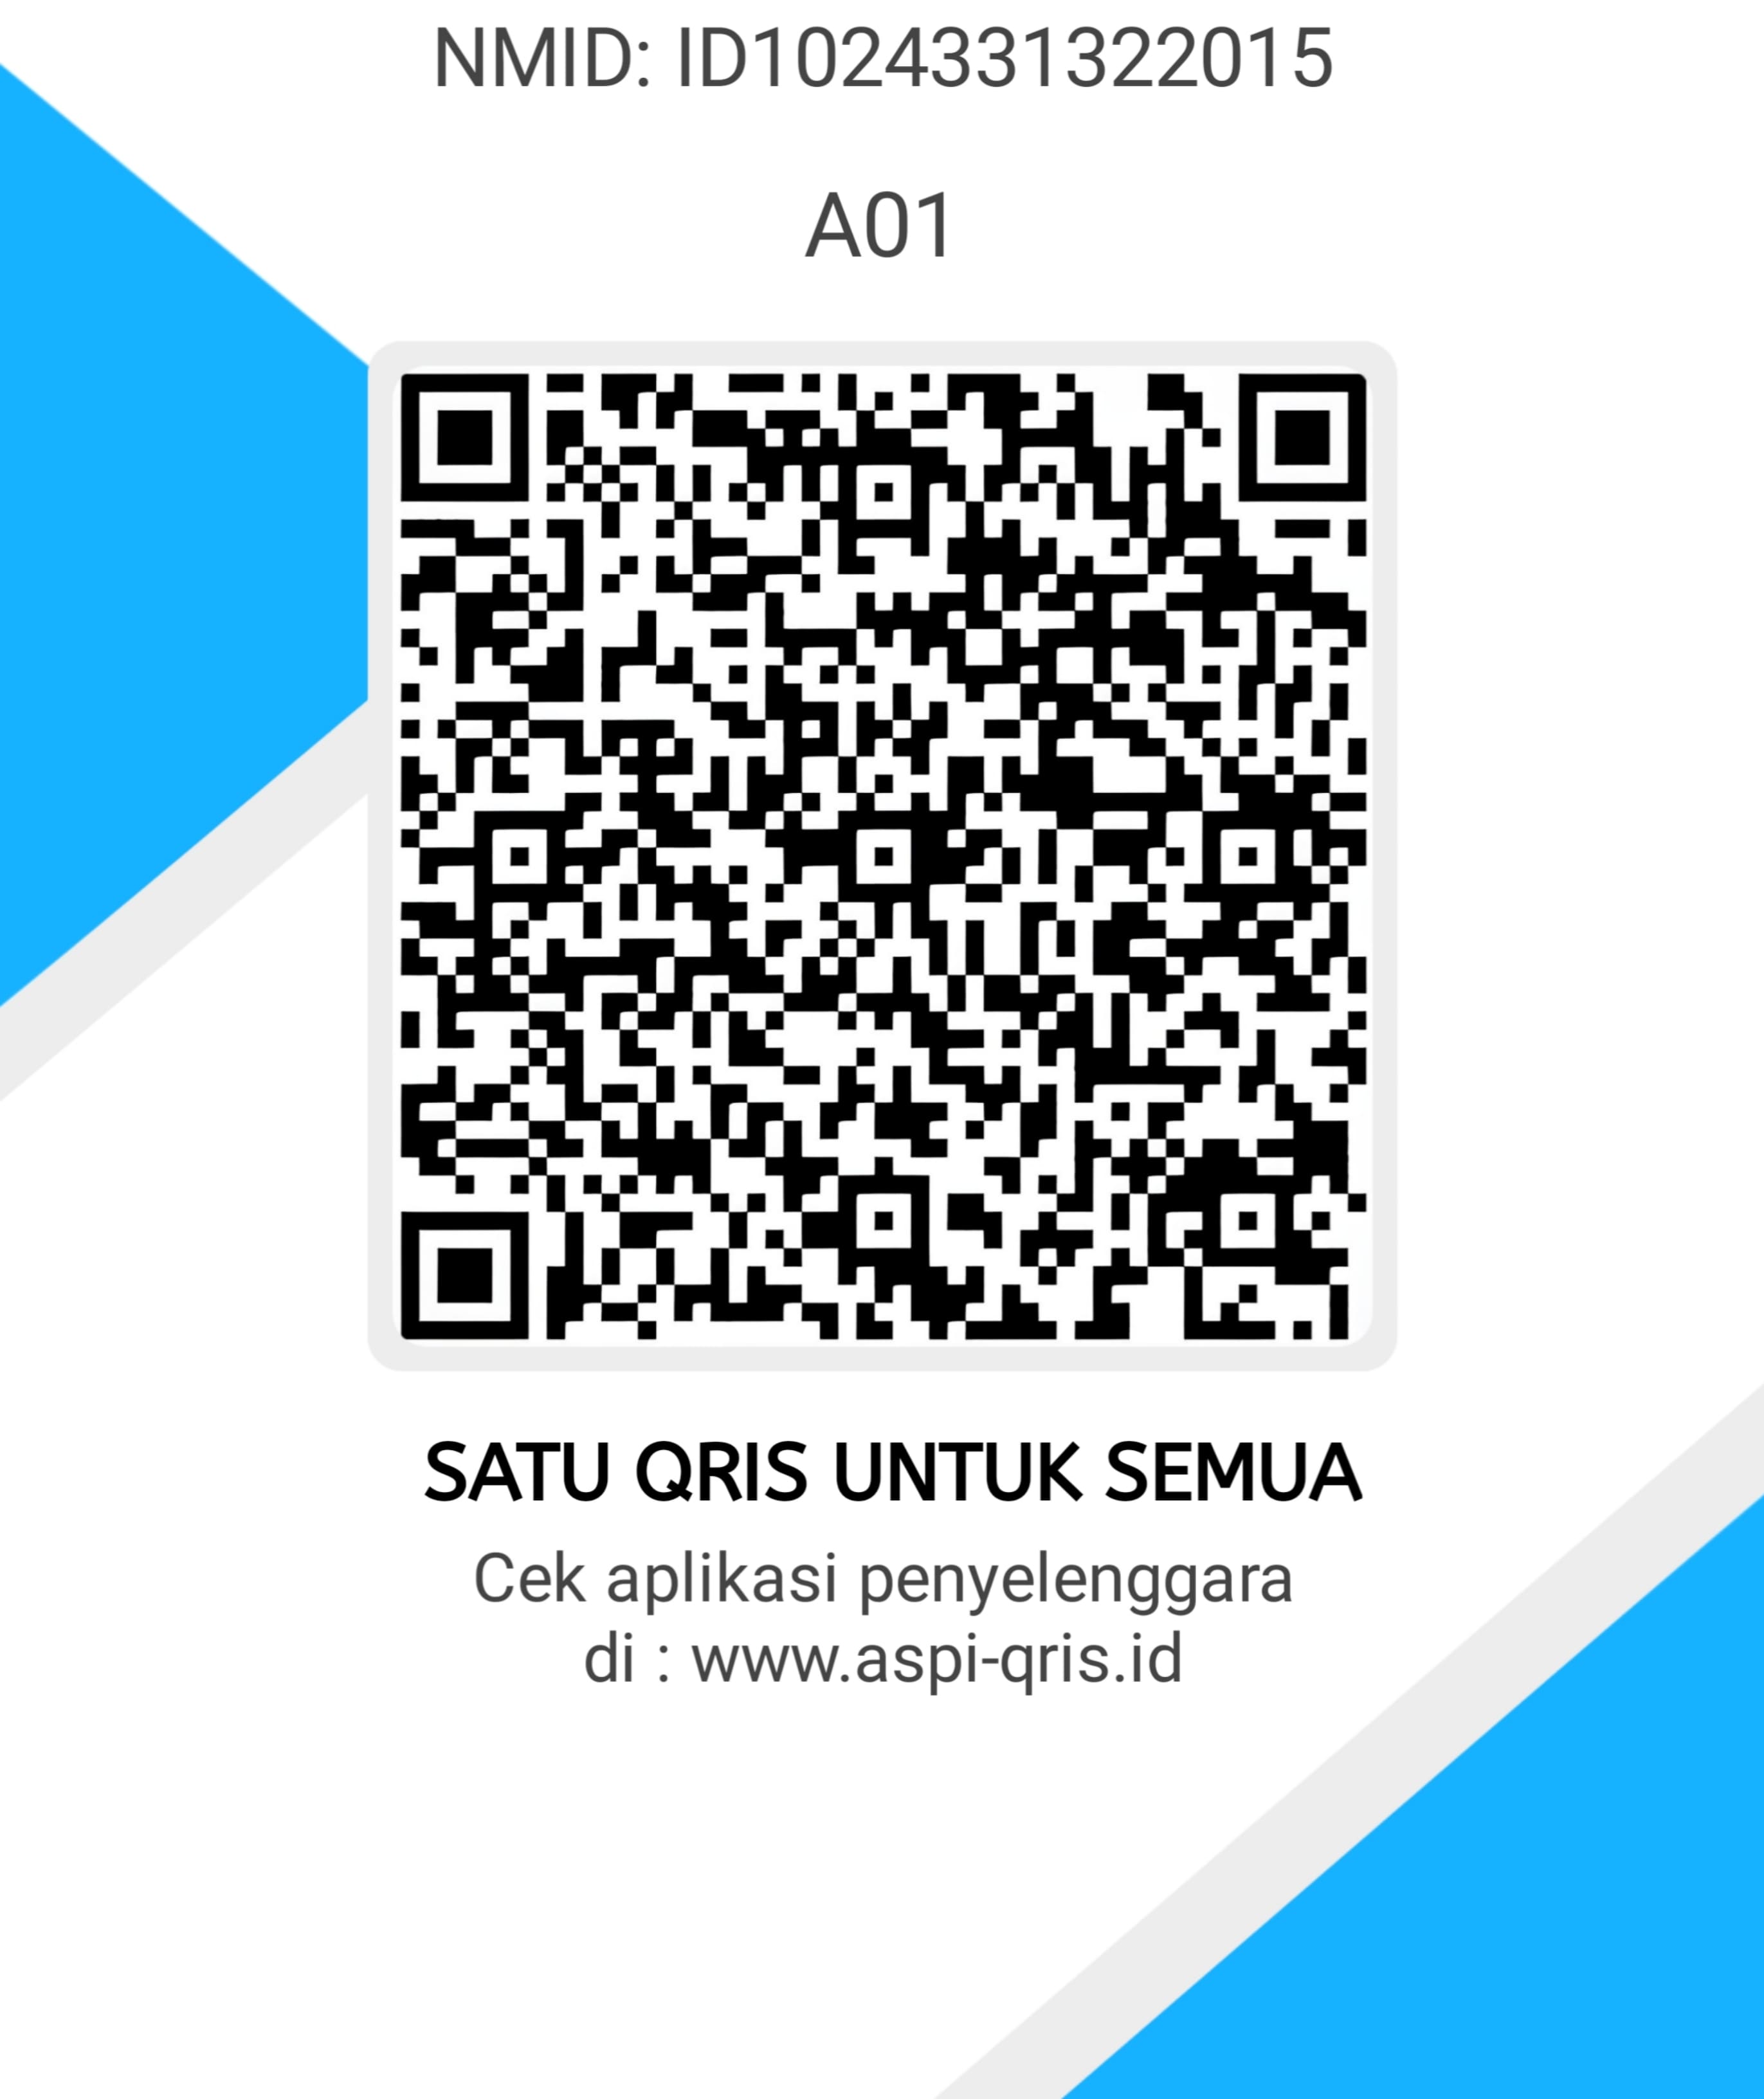 NMID: ID1024331322015
A01
SATU QRIS UNTUK SEMUA
Cek aplikasi penyelenggara
di : www.aspi-qris.id